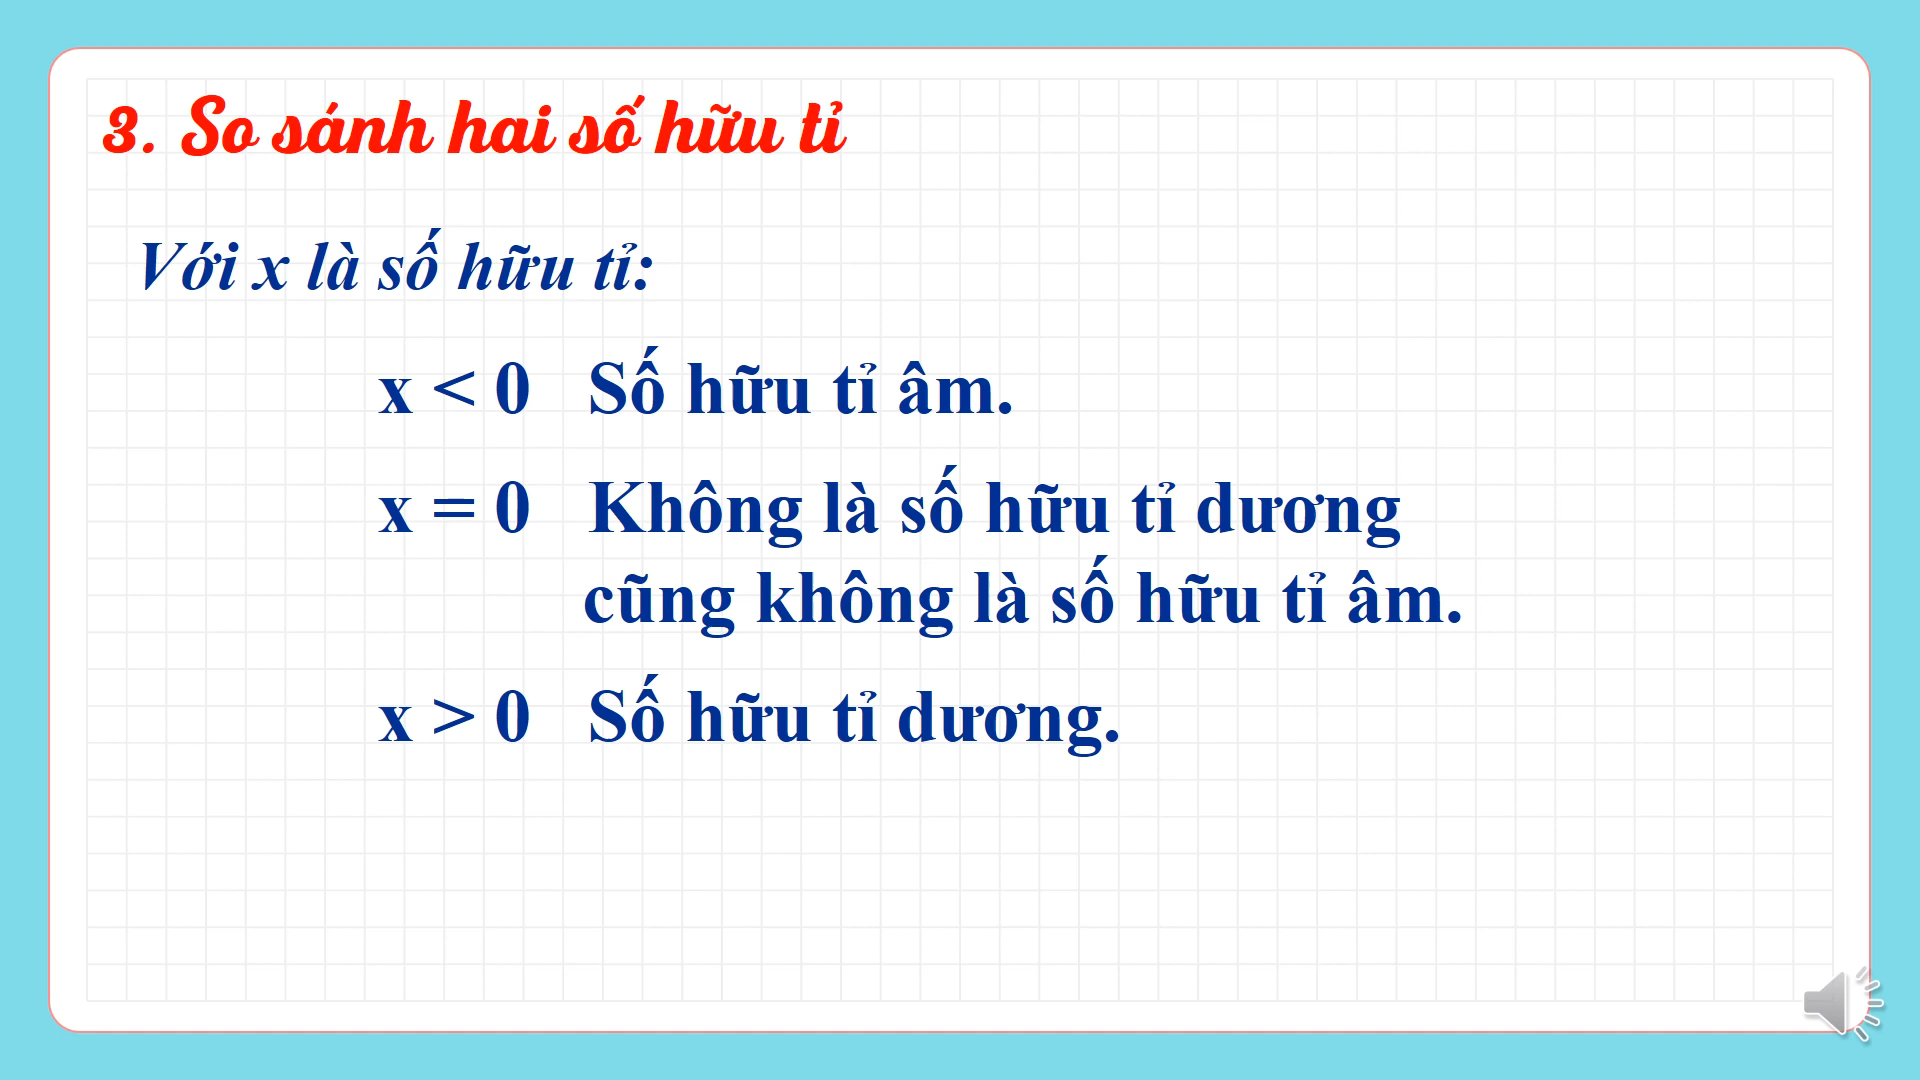 3. So sánh hai số hữu tỉ
Với x là số hữu tỉ:
x < 0 Số hữu tỉ âm.
x = 0 Không là số hữu tỉ dương
cũng không là số hữu tỉ âm.
x > 0 Số hữu tỉ dương.